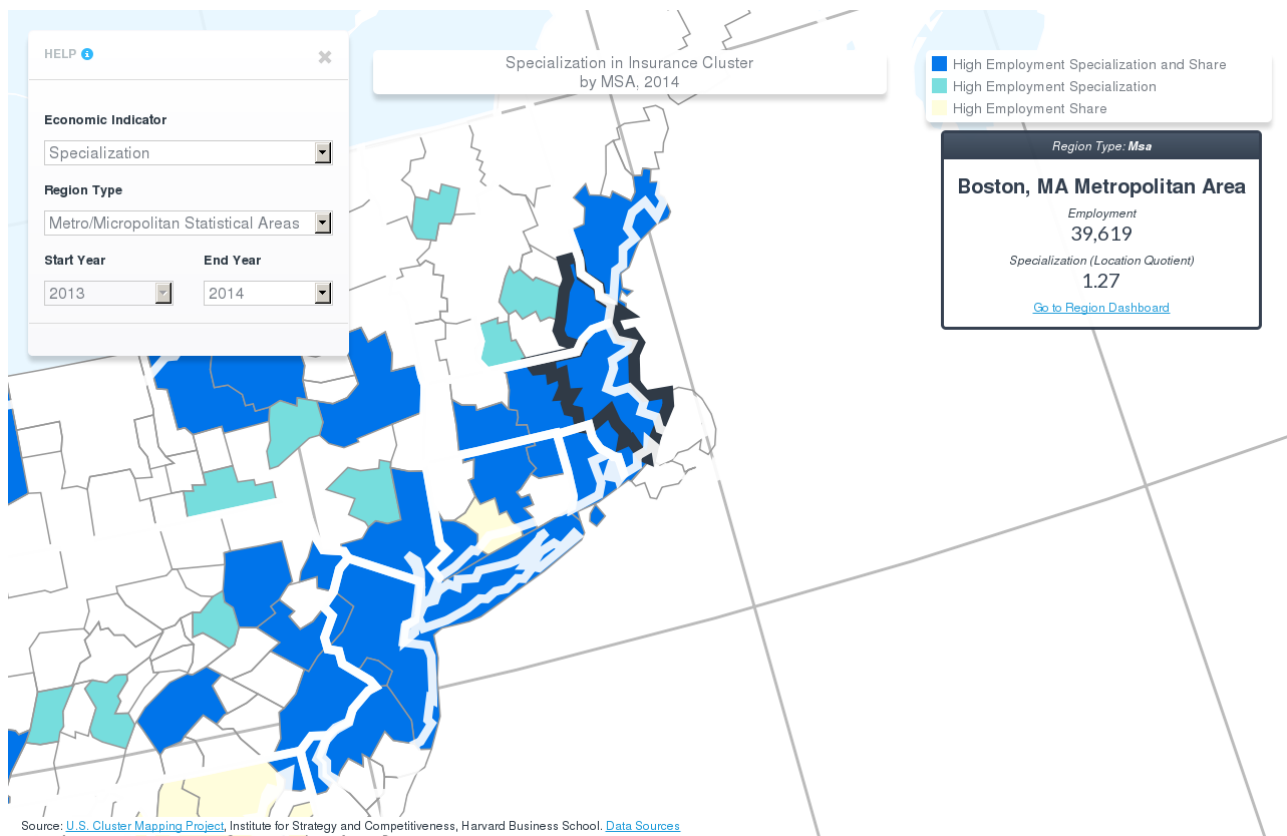 HELP
Economic Indicator
Specialization
Region Type
Metro/Micropolitan Statistical Areas
Start Year
End Year
2013
2014
Specialization in Insurance Cluster
by MSA, 2014
High Employment Specialization and Share
High Employment Specialization
High Employment Share
Region Type: Msa
Boston, MA Metropolitan Area
Employment
39,619
Specialization (Location Quotient)
1.27
Go to Region Dashboard
Source: U.S. Cluster Mapping Project, Institute for Strategy and Competitiveness, Harvard Business School. Data Sources